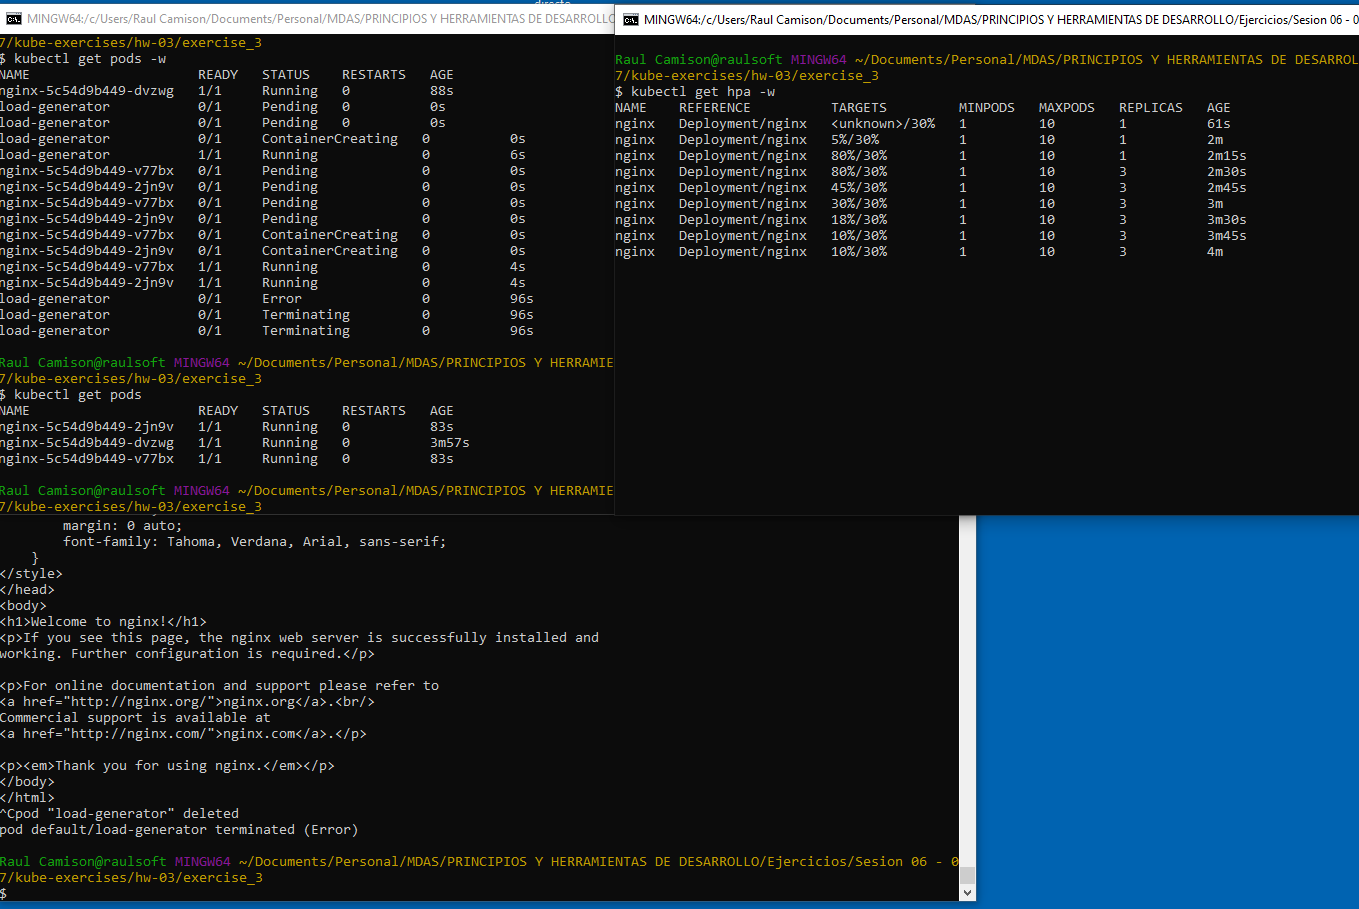 directo
MINGW64:/c/Users/Raul Camison/Documents/Personal/MDAS/PRINCIPIOS Y HERRAMIENTAS DE DESARROLLO
7/kube-exercises/hw-03/exercise_3
$ kubectl get pods -w
NAME READY STATUS RESTARTS AGE
nginx-5c54d9b449-dvzwg 1/1 Running 0 88s
load-generator 0/1 Pending 0 0s
load-generator 0/1 Pending 0 0s
load-generator 0/1 ContainerCreating 0 0s
load-generator 1/1 Running 0 6s
nginx-5c54d9b449-v77bx 0/1 Pending 0 0s
nginx-5c54d9b449-2jn9v 0/1 Pending 0 0s
nginx-5c54d9b449-v77bx 0/1 Pending 0 0s
nginx-5c54d9b449-2jn9v 0/1 Pending 0 0s
nginx-5c54d9b449-v77bx 0/1 ContainerCreating 0 0s
nginx-5c54d9b449-2jn9v 0/1 ContainerCreating 0 0s
nginx-5c54d9b449-v77bx 1/1 Running 0 4s
nginx-5c54d9b449-2jn9v 1/1 Running 0 4s
load-generator 0/1 Error 0 96s
load-generator 0/1 Terminating 0 96s
load-generator 0/1 Terminating 0 96s
Raul Camison@raulsoft MINGW64 ~/Documents/Personal/MDAS/PRINCIPIOS Y HERRAMIE
7/kube-exercises/hw-03/exercise_3
$ kubectl get pods
NAME READY STATUS RESTARTS AGE
nginx-5c54d9b449-2jn9v 1/1 Running 0 83s
nginx-5c54d9b449-dvzwg 1/1 Running 0 3m57s
nginx-5c54d9b449-v77bx 1/1 Running 0 83s
Raul Camison@raulsoft MINGW64 ~/Documents/Personal/MDAS/PRINCIPIOS Y HERRAMIE
7/kube-exercises/hw-03/exercise_3
MINGW64:/c/Users/Raul Camison/Documents/Personal/MDAS/PRINCIPIOS Y HERRAMIENTAS DE DESARROLLO/Ejercicios/Sesion 06 - 0
Raul Camison@raulsoft MINGW64 ~/Documents/Personal/MDAS/PRINCIPIOS Y HERRAMIENTAS DE DESARROL
7/kube-exercises/hw-03/exercise_3
$ kubectl get hpa -w
NAME REFERENCE TARGETS MINPODS MAXPODS REPLICAS AGE
nginx Deployment/nginx <unknown>/30% 1 10 1 61s
nginx Deployment/nginx 5%/30% 1 10 1 2m
nginx Deployment/nginx 80%/30% 1 10 1 2m15s
nginx Deployment/nginx 80%/30% 1 10 3 2m30s
nginx Deployment/nginx 45%/30% 1 10 3 2m45s
nginx Deployment/nginx 30%/30% 1 10 3 3m
nginx Deployment/nginx 18%/30% 1 10 3 3m30s
nginx Deployment/nginx 10%/30% 1 10 3 3m45s
nginx Deployment/nginx 10%/30% 1 10 3 4m
margin: 0 auto;
font-family: Tahoma, Verdana, Arial, sans-serif;
}
</style>
</head>
<body>
<h1>Welcome to nginx!</h1>
<p>If you see this page, the nginx web server is successfully installed and
working. Further configuration is required.</p>
<p>For online documentation and support please refer to
<a href="http://nginx.org/">nginx.org</a>.<br/>
Commercial support is available at
<a href="http://nginx.com/">nginx.com</a>.</p>
<p><em>Thank you for using nginx.</em></p>
</body>
</html>
^Cpod "load-generator" deleted
pod default/load-generator terminated (Error)
Raul Camison@raulsoft MINGW64 ~/Documents/Personal/MDAS/PRINCIPIOS Y HERRAMIENTAS DE DESARROLLO/Ejercicios/Sesion 06 - 0
7/kube-exercises/hw-03/exercise_3
$